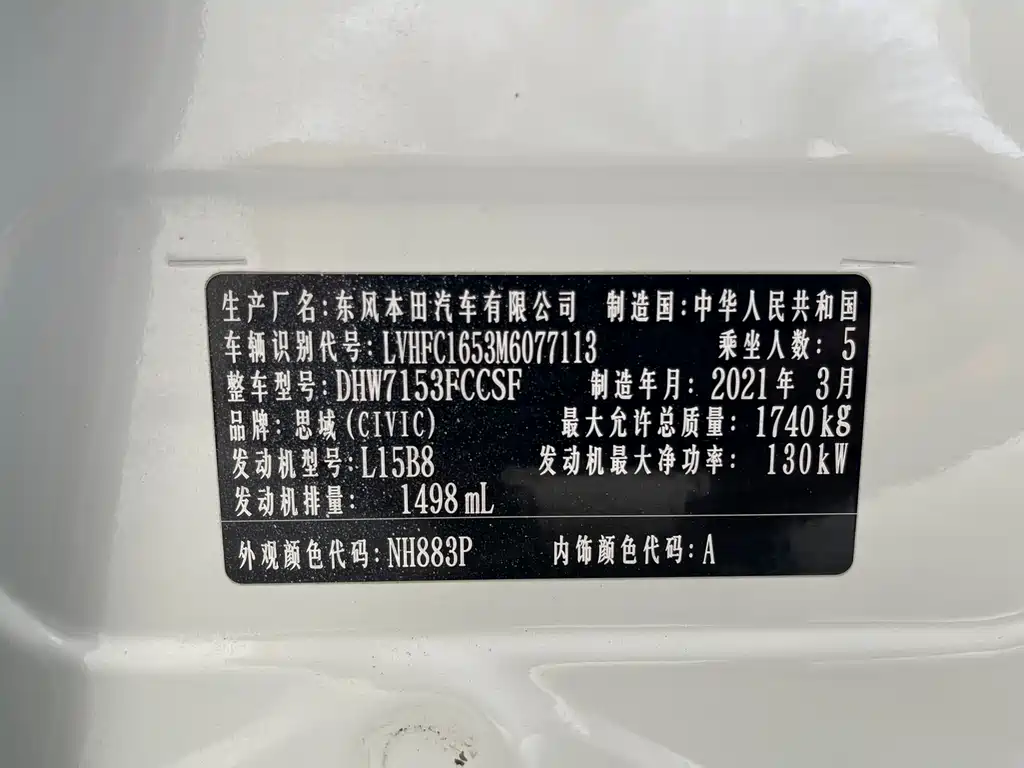 生产厂名:东风本田汽车有限公司 制造国:中华人民共和国
车辆识别代号:LVHFC1653M6077113 乘坐人数:5
整车型号:DHW7153FCCSF 制造年月:2021年3月
品牌:思域(CIVIC) 最大允许总质量:1740kg
发动机型号:L15B8 发动机最大净功率:130kW
发动机排量:1498mL
外观颜色代码:NH883P 内饰颜色代码:A